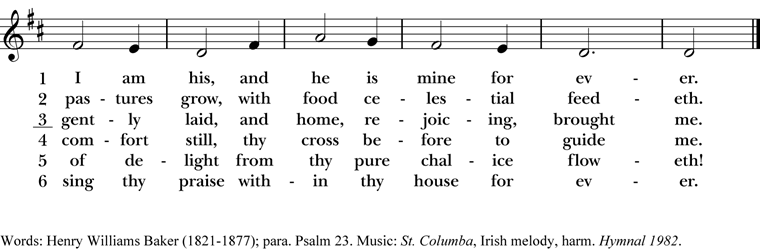 1 I am his, and he is mine for ev - er.
2 pas - tures grow, with food ce - les - tial feed - eth.
3 gent - ly laid, and home, re - joic - ing, brought me.
4 com - fort still, thy cross be - fore to guide me.
5 of de - light from thy pure chal - ice flow - eth!
6 sing thy praise with - in thy house for ev - er.
Words: Henry Williams Baker (1821-1877); para. Psalm 23. Music: St. Columba, Irish melody, harm. Hymnal 1982.